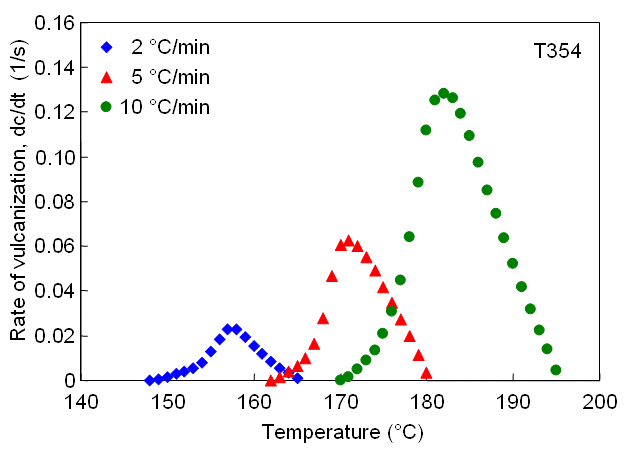 Rate of vulcanization, dc/dt (1/s)
0.16
0.14
0.12
0.10
0.08
0.06
0.04
0.02
0
2 °C/min
5 °C/min
10 °C/min
T354
140 150 160 170 180 190 200
Temperature (°C)